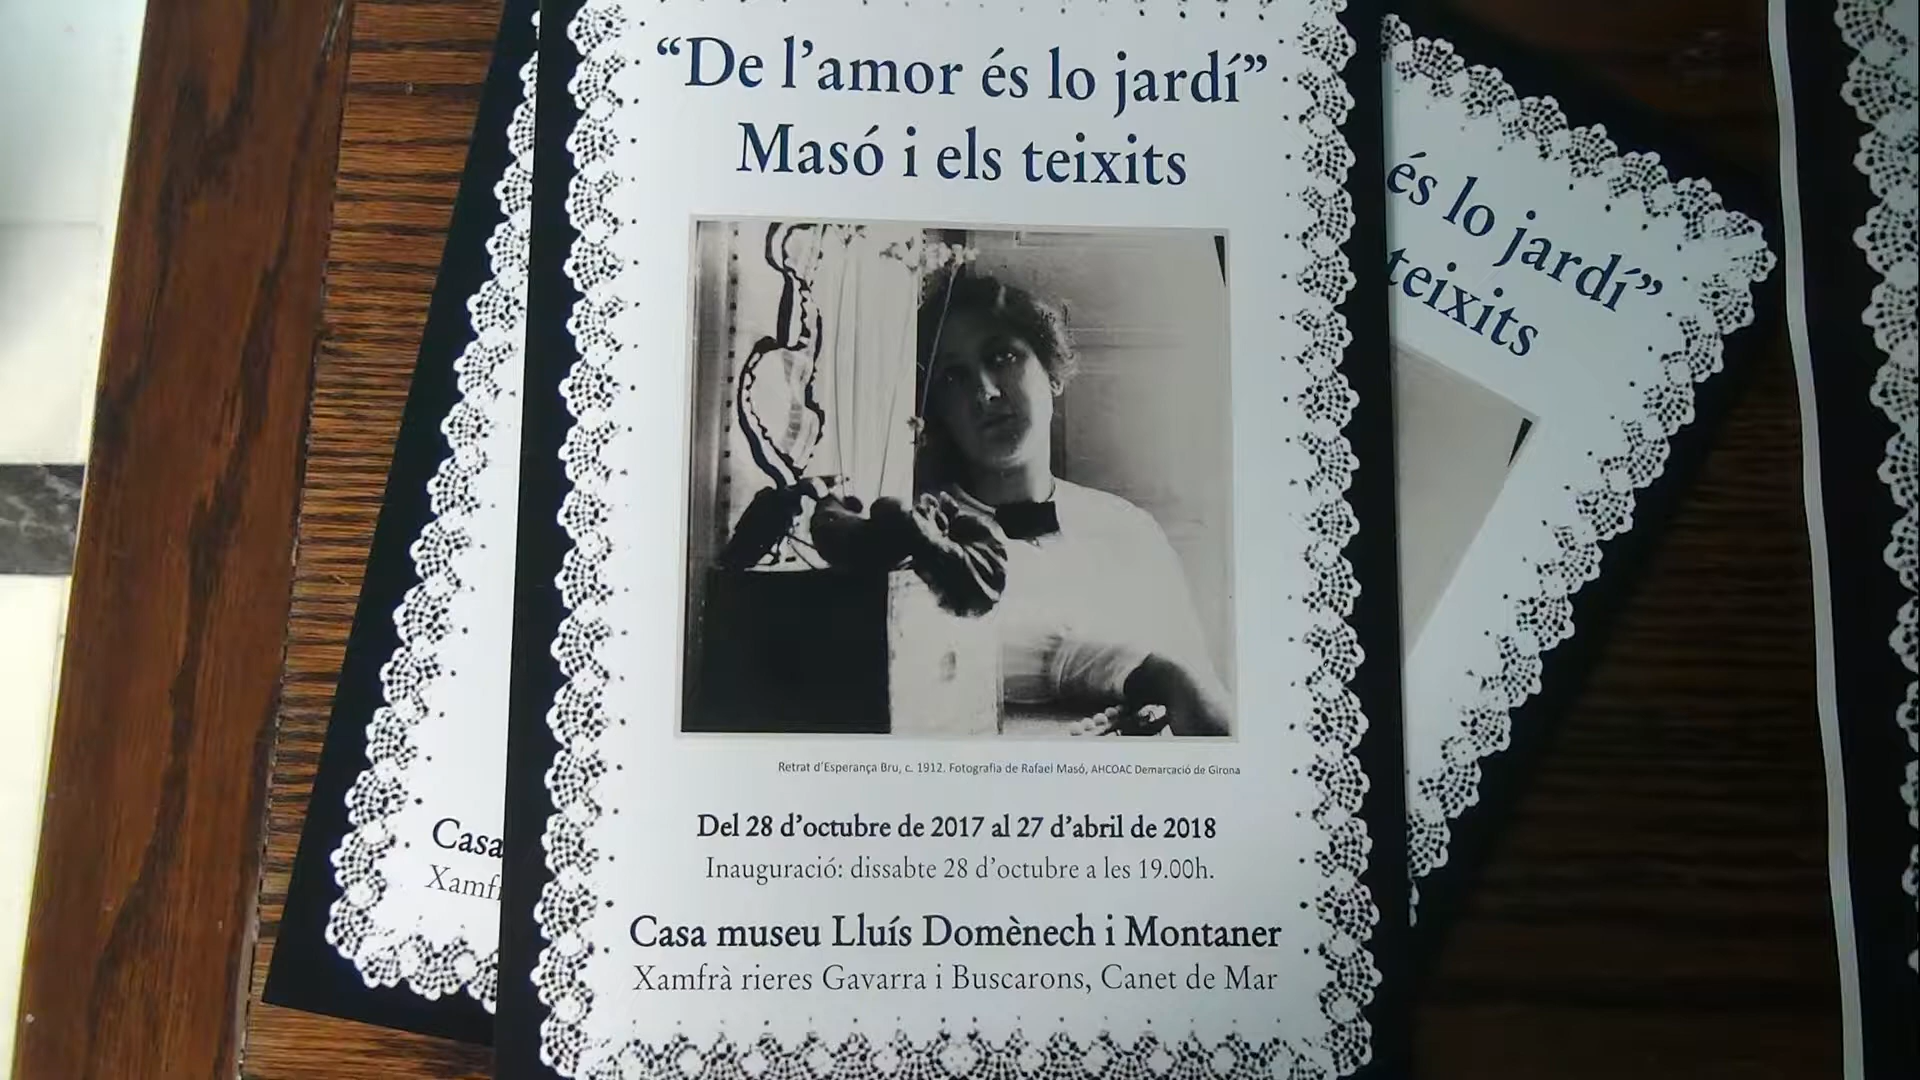 “De l’amor és lo jardí”
Masó i els teixits
Retrat d’Esperança Bru, c. 1912. Fotografia de Rafael Masó, AHCOAC Demarcació de Girona
Del 28 d’octubre de 2017 al 27 d’abril de 2018
Inauguració: dissabte 28 d’octubre a les 19.00h.
Casa museu Lluís Domènech i Montaner
Xamfrà rieres Gavarra i Buscarons, Canet de Mar
és lo jardí”
teixits
Casa
Xamfr